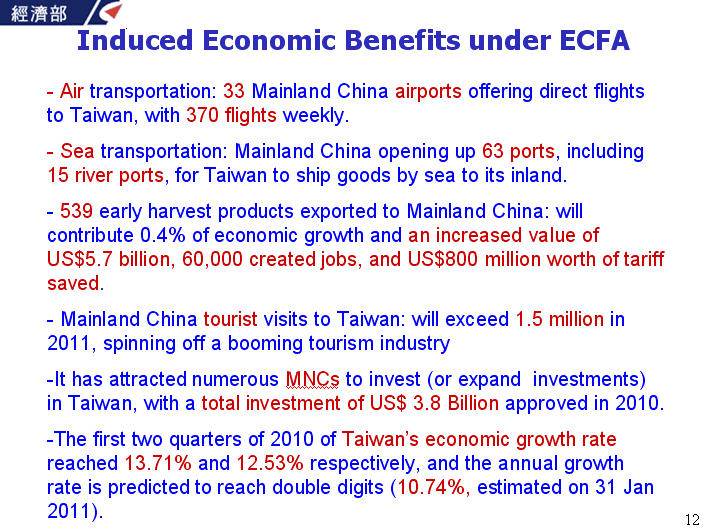 經濟部
Induced Economic Benefits under ECFA
- Air transportation: 33 Mainland China airports offering direct flights
to Taiwan, with 370 flights weekly.
- Sea transportation: Mainland China opening up 63 ports, including
15 river ports, for Taiwan to ship goods by sea to its inland.
- 539 early harvest products exported to Mainland China: will
contribute 0.4% of economic growth and an increased value of
US$5.7 billion, 60,000 created jobs, and US$800 million worth of tariff
saved.
- Mainland China tourist visits to Taiwan: will exceed 1.5 million in
2011, spinning off a booming tourism industry
-It has attracted numerous MNCs to invest (or expand  investments)
in Taiwan, with a total investment of US$ 3.8 Billion approved in 2010.
-The first two quarters of 2010 of Taiwan’s economic growth rate
reached 13.71% and 12.53% respectively, and the annual growth
rate is predicted to reach double digits (10.74%, estimated on 31 Jan
2011).
12